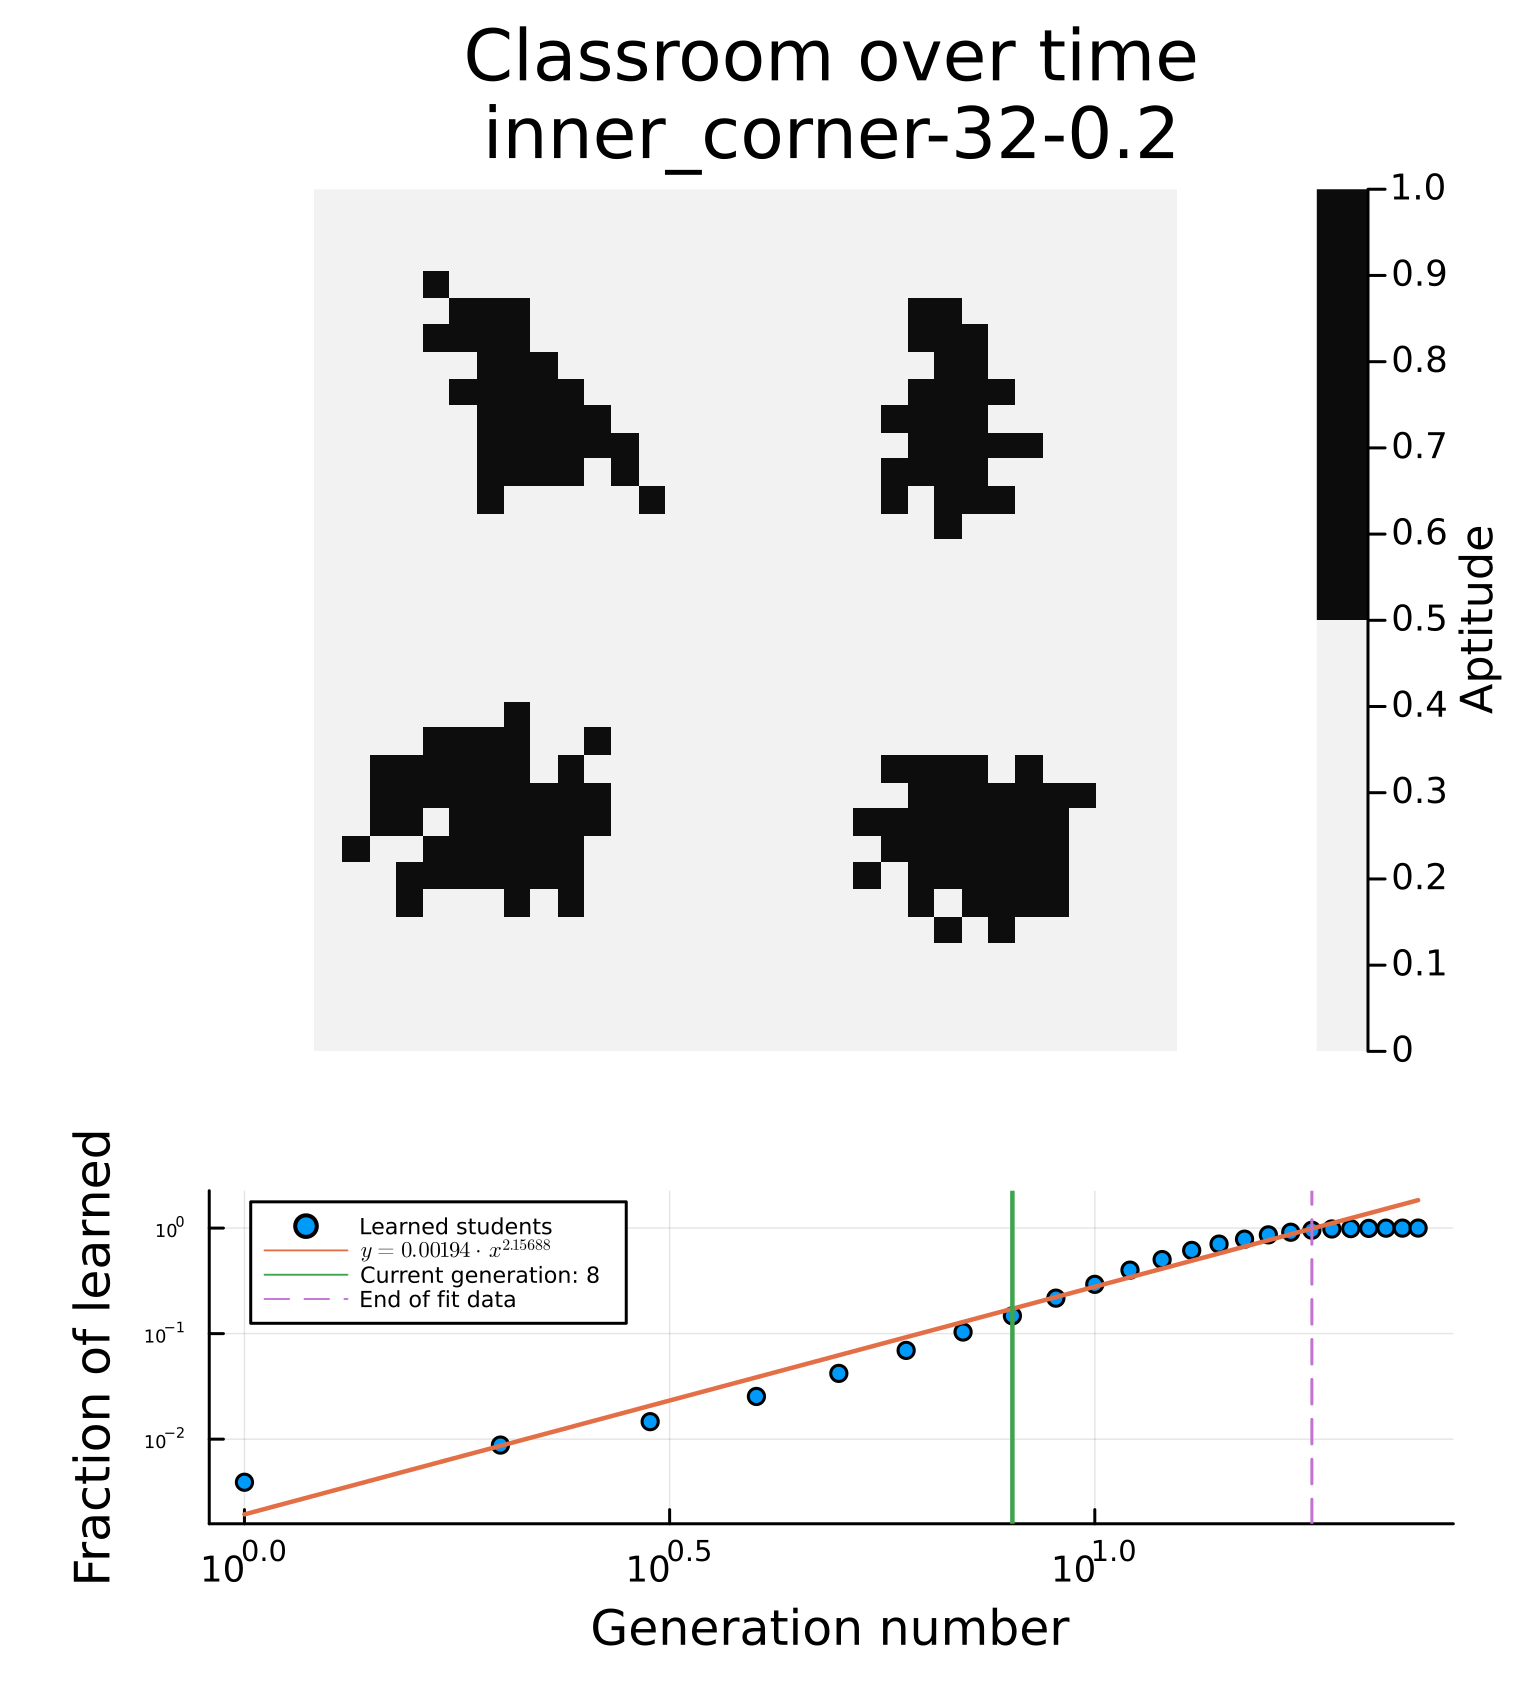 Classroom over time
inner_corner-32-0.2
1.0
0.9
0.8
0.7
0.6
0.5
0.4
0.3
0.2
0.1
0
Aptitude
Fraction of learned
10⁰
10⁻¹
10⁻²
Learned students
y = 0.00194 · x^2.15688
Current generation: 8
End of fit data
10^0.0
10^0.5
10^1.0
Generation number